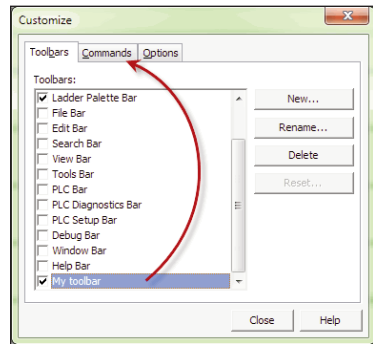 Customize
Toolbars Commands Options
Toolbars:
Ladder Palette Bar
File Bar
Edit Bar
Search Bar
View Bar
Tools Bar
PLC Bar
PLC Diagnostics Bar
PLC Setup Bar
Debug Bar
Window Bar
Help Bar
My toolbar
New...
Rename...
Delete
Reset...
Close Help